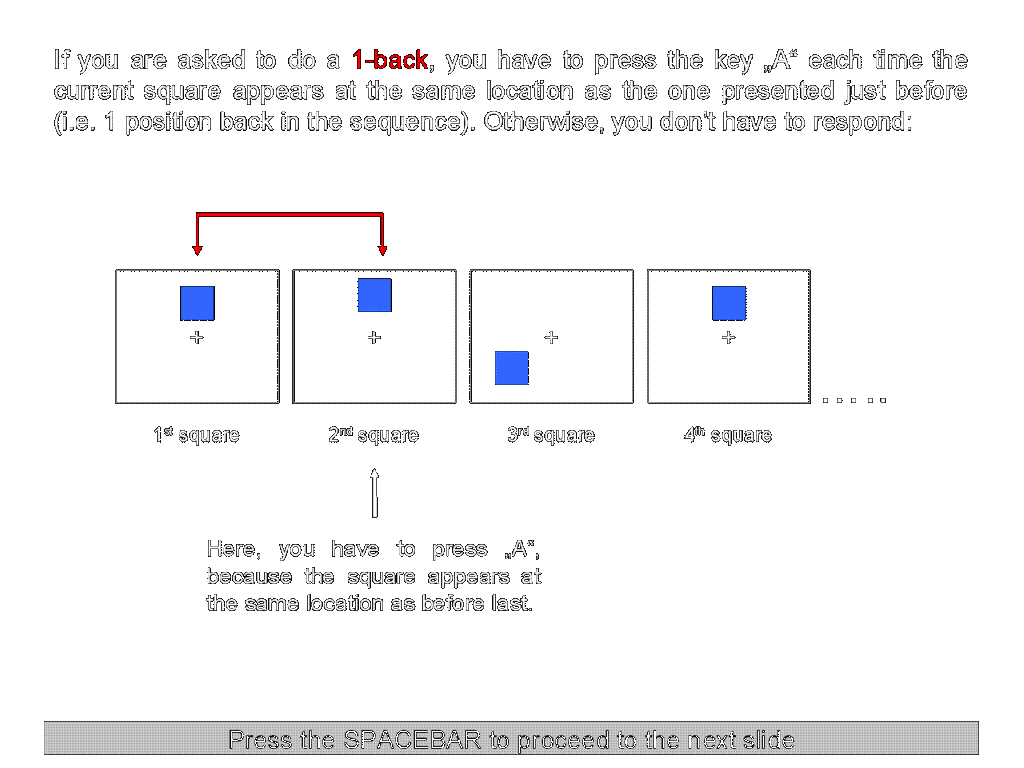 If you are asked to do a 1-back, you have to press the key „A“ each time the
current square appears at the same location as the one presented just before
(i.e. 1 position back in the sequence). Otherwise, you don't have to respond:
1st square 2nd square 3rd square 4th square .....
Here, you have to press „A“,
because the square appears at
the same location as before last.
Press the SPACEBAR to proceed to the next slide